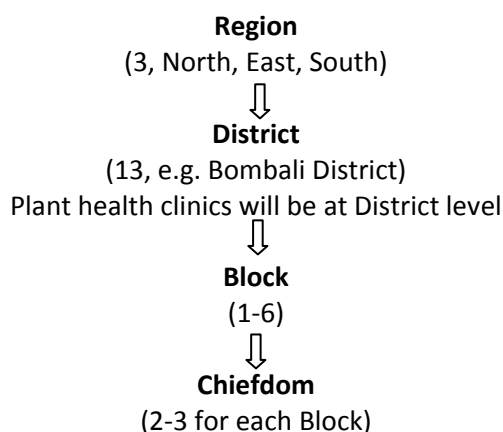 Region
(3, North, East, South)
District
(13, e.g. Bombali District)
Plant health clinics will be at District level
Block
(1-6)
Chiefdom
(2-3 for each Block)